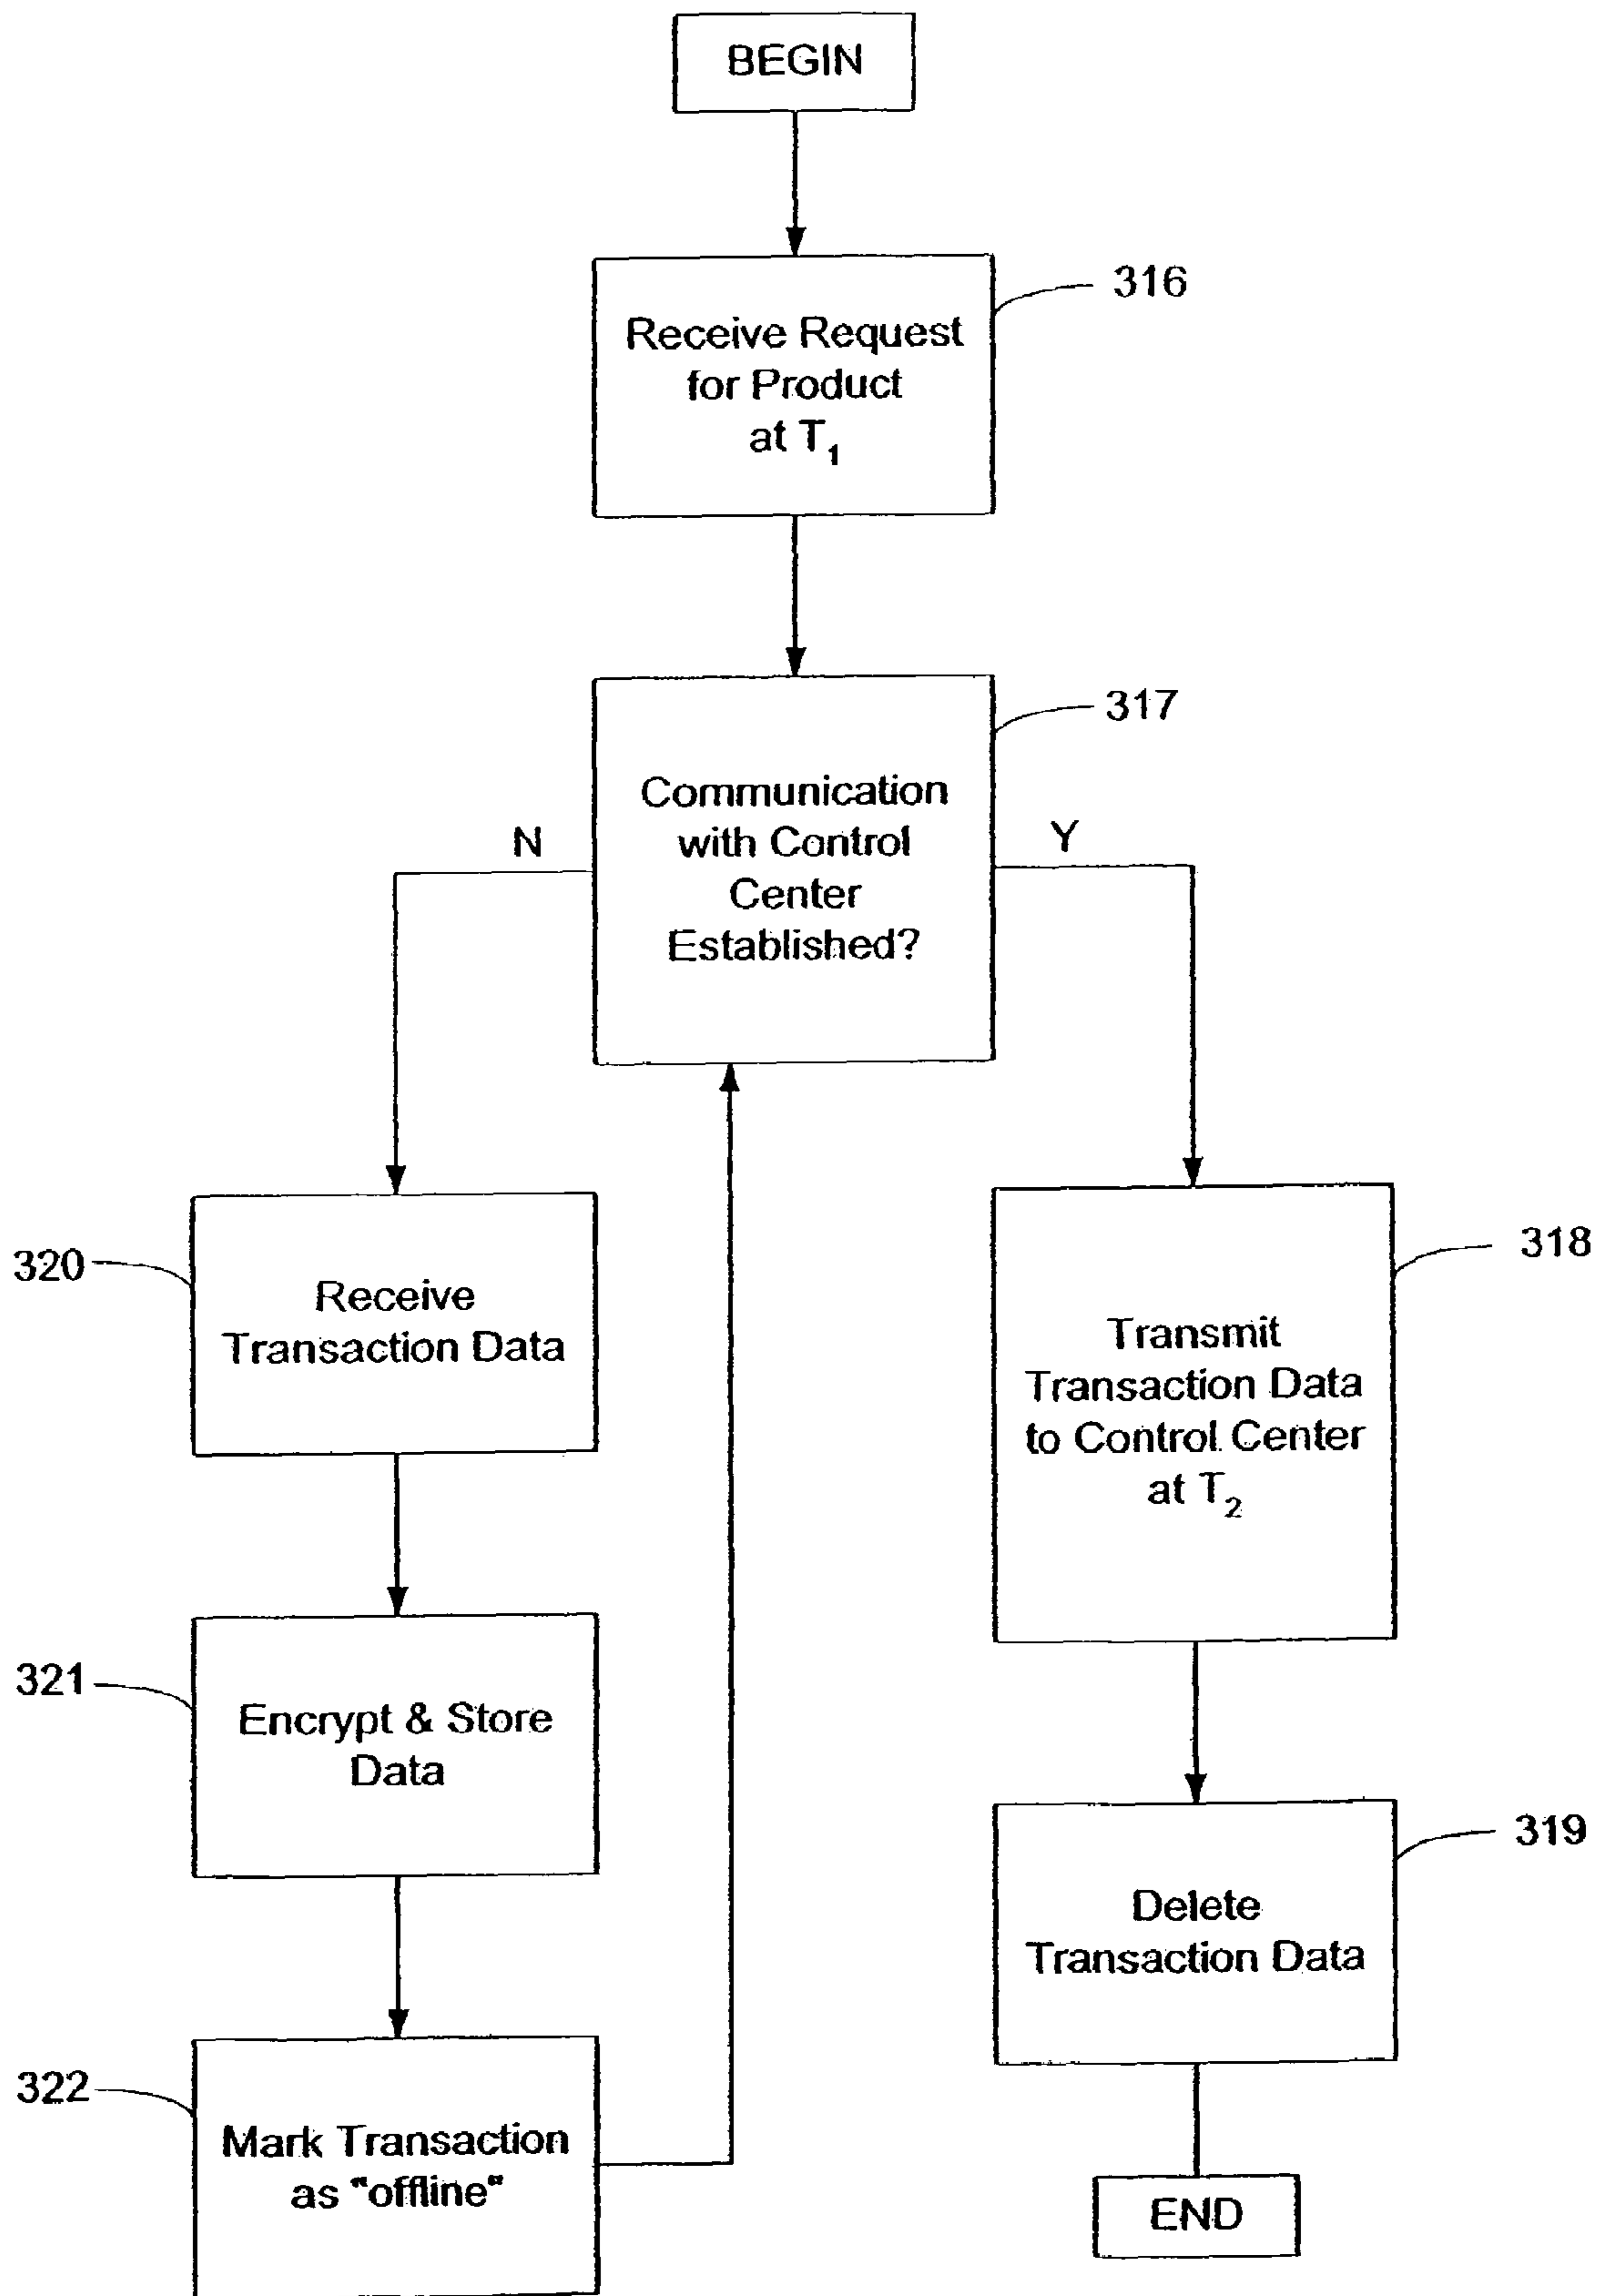 BEGIN
316
Receive Request
for Product
at T₁
317
Communication
with Control
Center
Established?
N
Y
320
Receive
Transaction Data
318
Transmit
Transaction Data
to Control Center
at T₂
321
Encrypt & Store
Data
319
Delete
Transaction Data
322
Mark Transaction
as "offline"
END